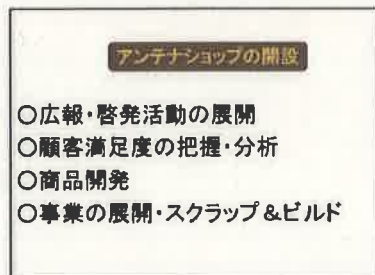 アンテナショップの開設
○広報・啓発活動の展開
○顧客満足度の把握・分析
○商品開発
○事業の展開・スクラップ&ビルド